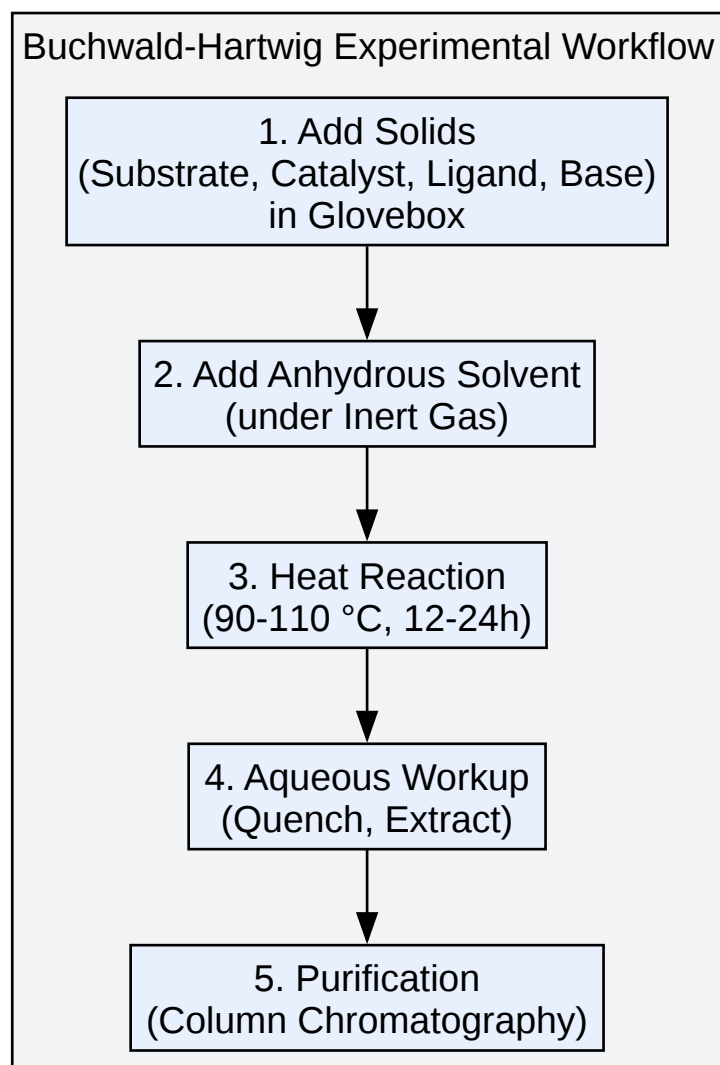 Buchwald-Hartwig Experimental Workflow
1. Add Solids
(Substrate, Catalyst, Ligand, Base)
in Glovebox
2. Add Anhydrous Solvent
(under Inert Gas)
3. Heat Reaction
(90-110 °C, 12-24h)
4. Aqueous Workup
(Quench, Extract)
5. Purification
(Column Chromatography)